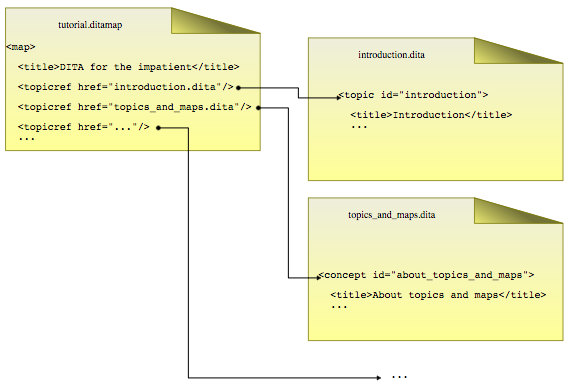 tutorial.ditamap
<map>
<title>DITA for the impatient</title>
<topicref href="introduction.dita"/>
<topicref href="topics_and_maps.dita"/>
<topicref href="..."/>
...
introduction.dita
<topic id="introduction">
<title>Introduction</title>
...
topics_and_maps.dita
<concept id="about_topics_and_maps">
<title>About topics and maps</title>
...
...